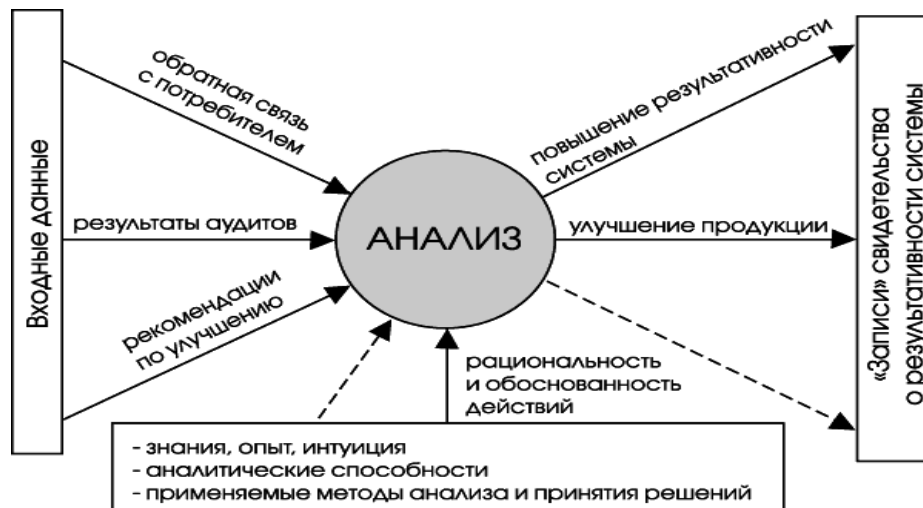 Входные данные
обратная связь
с потребителем
результаты аудитов
рекомендации
по улучшению
АНАЛИЗ
повышение результативности
системы
улучшение продукции
рациональность
и обоснованность
действий
- знания, опыт, интуиция
- аналитические способности
- применяемые методы анализа и принятия решений
«Записи» свидетельства
о результативности системы